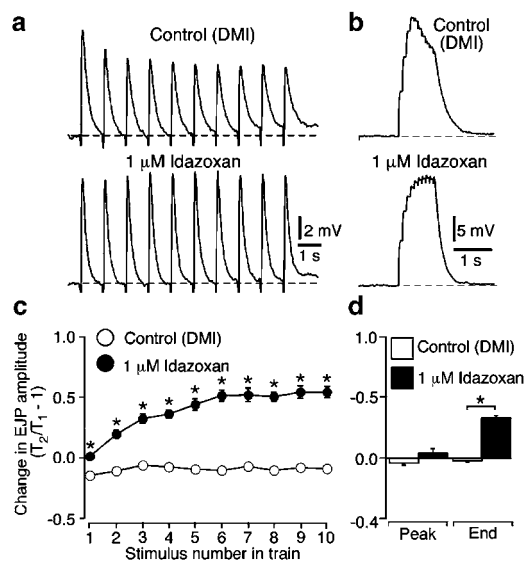 a
Control (DMI)
1 μM Idazoxan
2 mV
1 s
b
Control
(DMI)
1 μM Idazoxan
5 mV
1 s
c
Change in EJP amplitude
(T2/T1 - 1)
1.0
0.5
0.0
-0.5
Control (DMI)
1 μM Idazoxan
* * * * * * * * * *
1 2 3 4 5 6 7 8 9 10
Stimulus number in train
d
1.0
-0.5
0.0
-0.4
Control (DMI)
1 μM Idazoxan
*
Peak End